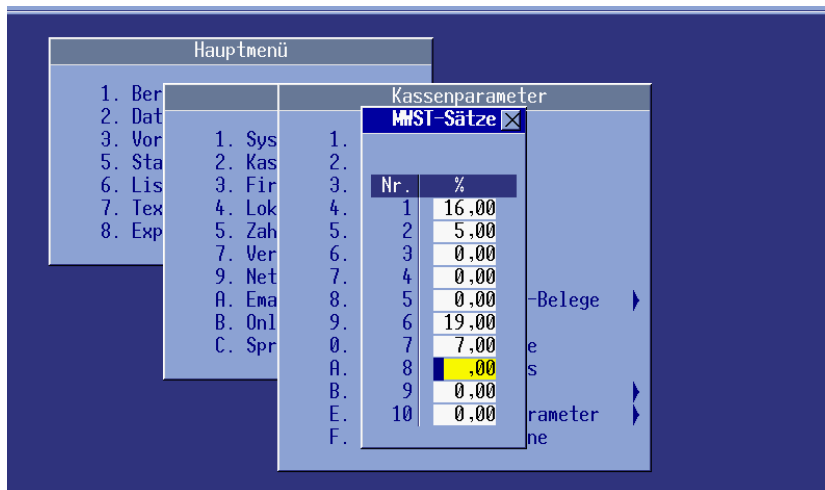 Hauptmenü
1. Ber
2. Dat
3. Vor
5. Sta
6. Lis
7. Tex
8. Exp
1. Sys
2. Kas
3. Fir
4. Lok
5. Zah
7. Ver
9. Net
A. Ema
B. Onl
C. Spr
Kassenparameter
1.
2.
3.
4.
5.
6.
7.
8. -Belege
9.
0. e
A. s
B.
E. rameter
F. ne
MWST-Sätze
Nr. %
1 16,00
2 5,00
3 0,00
4 0,00
5 0,00
6 19,00
7 7,00
8 ,00
9 0,00
10 0,00